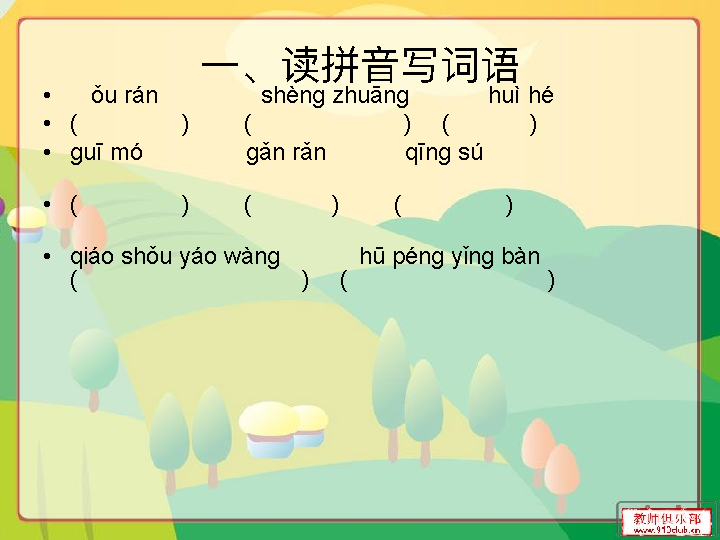 一、读拼音写词语
• ǒu rán shèng zhuāng huì hé
• ( ) ( ) ( )
• guī mó gǎn rǎn qīng sú
• ( ) ( ) ( )
• qiáo shǒu yáo wàng hū péng yǐng bàn
( ) ( )
教师俱乐部
www.910club.cn